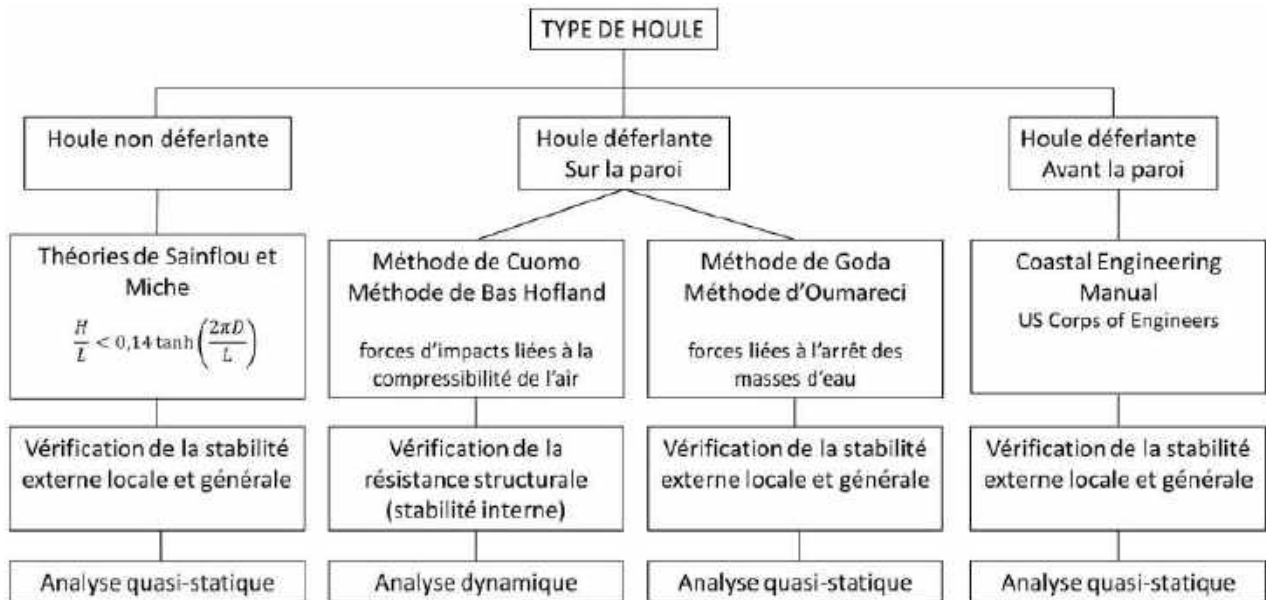 TYPE DE HOULE
Houle non déferlante
Houle déferlante
Sur la paroi
Houle déferlante
Avant la paroi
Théories de Sainflou et
Miche
H/L < 0,14 tanh(2πD/L)
Méthode de Cuomo
Méthode de Bas Hofland
forces d'impacts liées à la
compressibilité de l'air
Méthode de Goda
Méthode d'Oumareci
forces liées à l'arrêt des
masses d'eau
Coastal Engineering
Manual
US Corps of Engineers
Vérification de la stabilité
externe locale et générale
Vérification de la
résistance structurale
(stabilité interne)
Vérification de la stabilité
externe locale et générale
Vérification de la stabilité
externe locale et générale
Analyse quasi-statique
Analyse dynamique
Analyse quasi-statique
Analyse quasi-statique